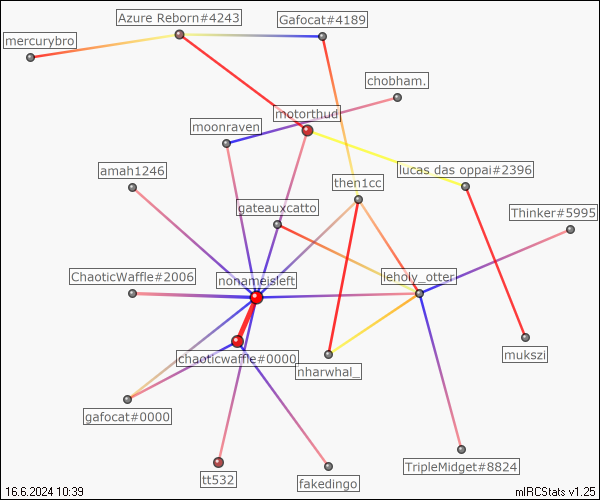 Azure Reborn#4243
Gafocat#4189
mercurybro
chobham.
motorthud
moonraven
amah1246
then1cc
lucas das oppai#2396
gateauxcatto
Thinker#5995
ChaoticWaffle#2006
nonameisleft
leholy_otter
chaoticwaffle#0000
nharwhal_
mukszi
gafocat#0000
tt532
fakedingo
TripleMidget#8824
16.6.2024 10:39
mIRCStats v1.25